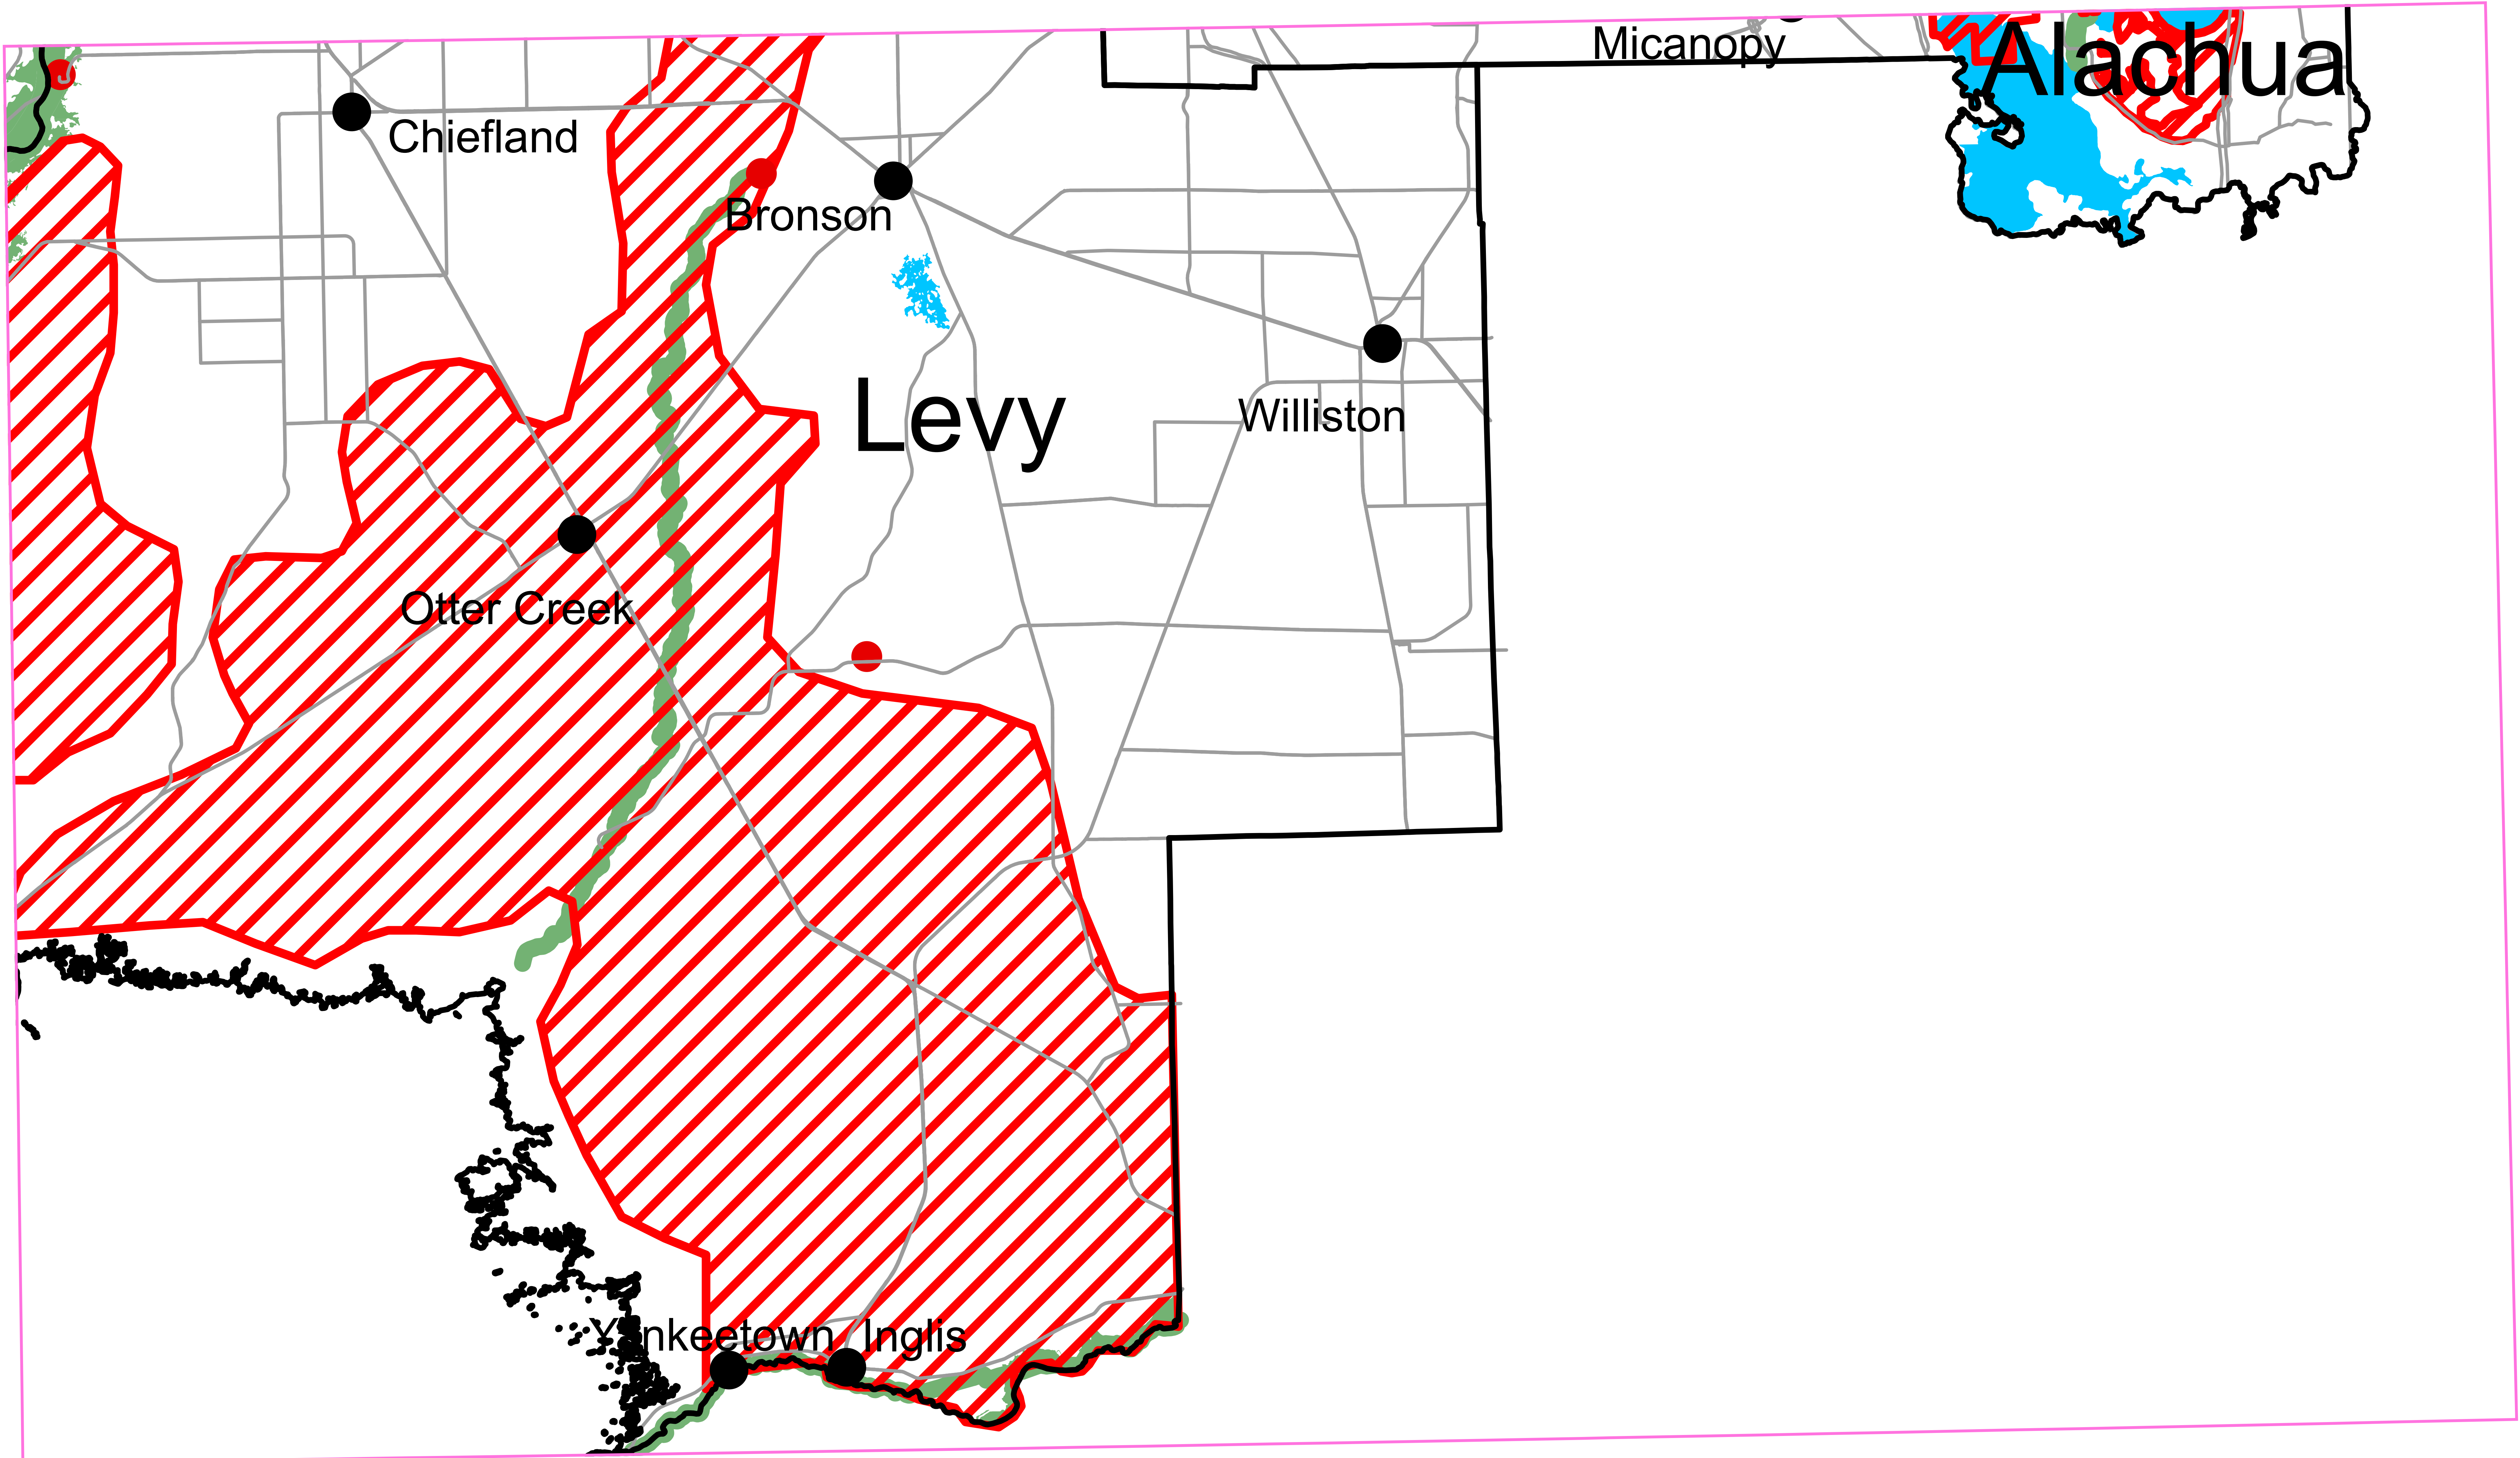 Micanopy
Alachua
Chiefland
Bronson
Levy
Williston
Otter Creek
Yankeetown
Inglis